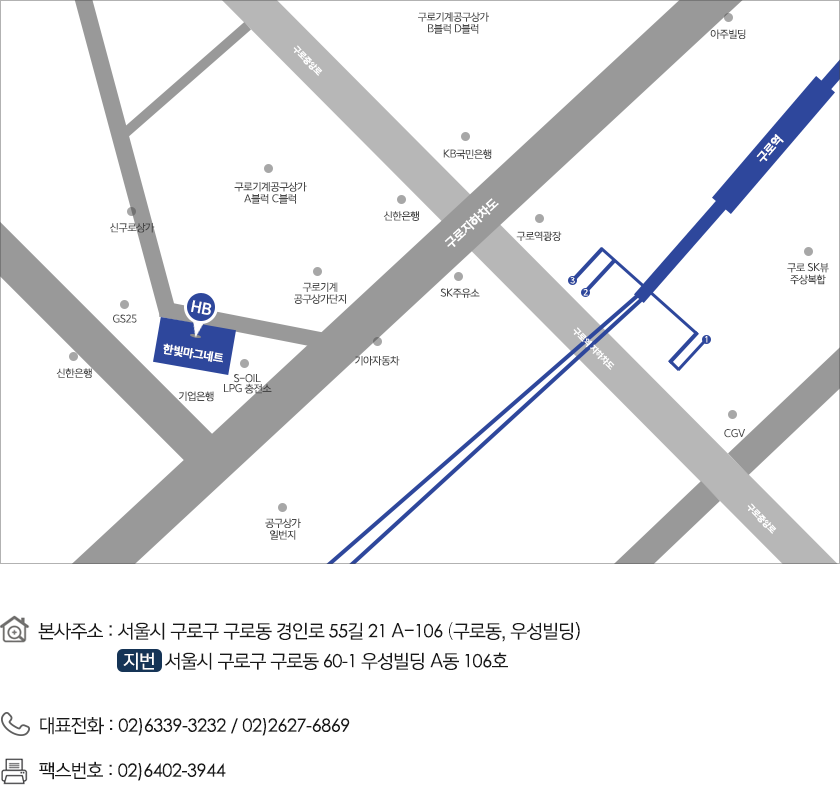 구로기계공구상가
B블럭 D블럭
아주빌딩
구로중앙로
KB국민은행
구로역
구로기계공구상가
A블럭 C블럭
신한은행
신구로상가
구로지하차도
구로역광장
구로 SK뷰
주상복합
구로기계
공구상가단지
SK주유소
3
2
HB
GS25
한빛마그네트
구로역 지하차도
1
기아자동차
신한은행
S-OIL
LPG 충전소
기업은행
CGV
공구상가
일번지
구로중앙로
본사주소 : 서울시 구로구 구로동 경인로 55길 21 A-106 (구로동, 우성빌딩)
지번 서울시 구로구 구로동 60-1 우성빌딩 A동 106호
대표전화 : 02)6339-3232 / 02)2627-6869
팩스번호 : 02)6402-3944